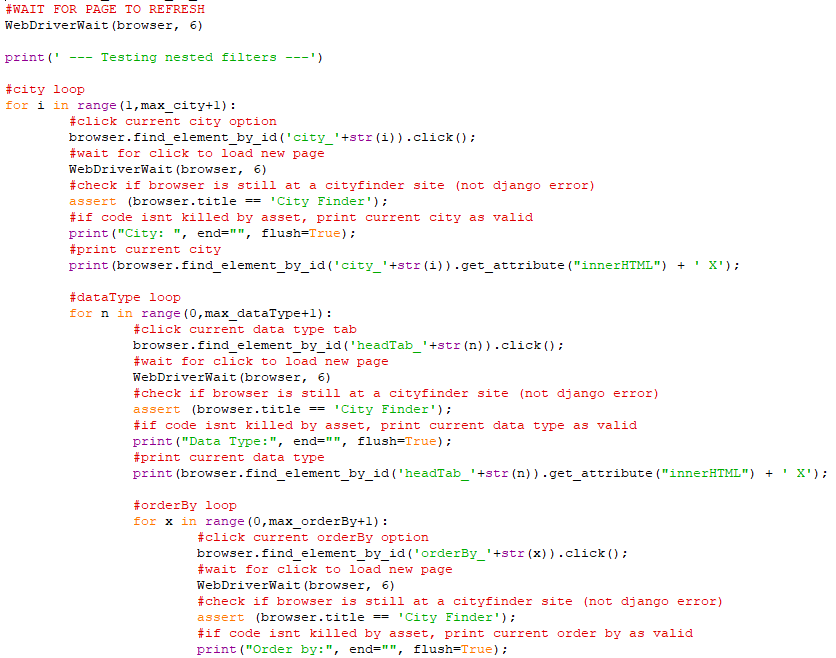 #WAIT FOR PAGE TO REFRESH
WebDriverWait(browser, 6)
print(' --- Testing nested filters ---')
#city loop
for i in range(1,max_city+1):
#click current city option
browser.find_element_by_id('city_'+str(i)).click();
#wait for click to load new page
WebDriverWait(browser, 6)
#check if browser is still at a cityfinder site (not django error)
assert (browser.title == 'City Finder');
#if code isnt killed by asset, print current city as valid
print("City: ", end="", flush=True);
#print current city
print(browser.find_element_by_id('city_'+str(i)).get_attribute("innerHTML") + ' X');
#dataType loop
for n in range(0,max_dataType+1):
#click current data type tab
browser.find_element_by_id('headTab_'+str(n)).click();
#wait for click to load new page
WebDriverWait(browser, 6)
#check if browser is still at a cityfinder site (not django error)
assert (browser.title == 'City Finder');
#if code isnt killed by asset, print current data type as valid
print("Data Type:", end="", flush=True);
#print current data type
print(browser.find_element_by_id('headTab_'+str(n)).get_attribute("innerHTML") + ' X');
#orderBy loop
for x in range(0,max_orderBy+1):
#click current orderBy option
browser.find_element_by_id('orderBy_'+str(x)).click();
#wait for click to load new page
WebDriverWait(browser, 6)
#check if browser is still at a cityfinder site (not django error)
assert (browser.title == 'City Finder');
#if code isnt killed by asset, print current order by as valid
print("Order by:", end="", flush=True);